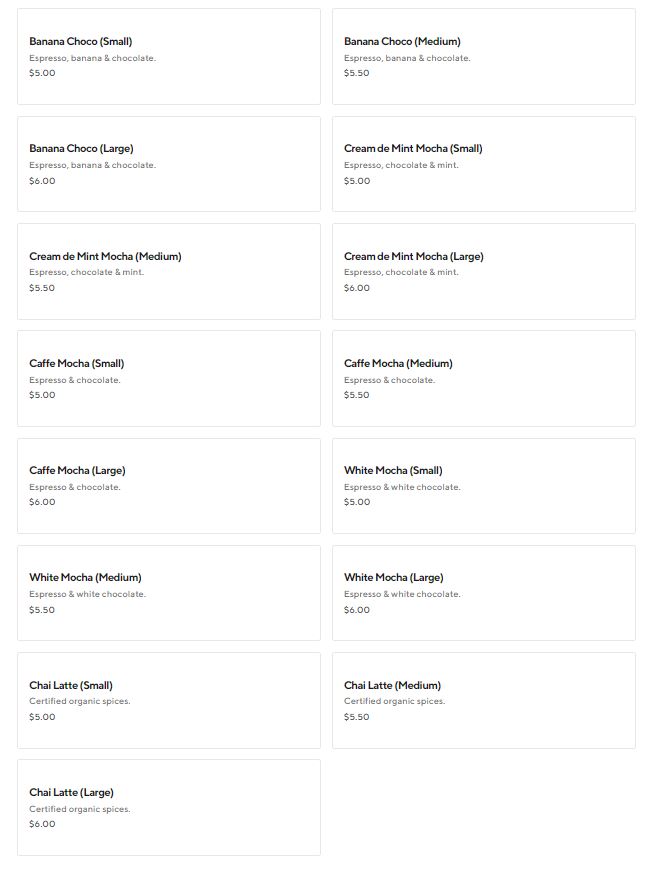 Banana Choco (Small)
Espresso, banana & chocolate.
$5.00
Banana Choco (Medium)
Espresso, banana & chocolate.
$5.50
Banana Choco (Large)
Espresso, banana & chocolate.
$6.00
Cream de Mint Mocha (Small)
Espresso, chocolate & mint.
$5.00
Cream de Mint Mocha (Medium)
Espresso, chocolate & mint.
$5.50
Cream de Mint Mocha (Large)
Espresso, chocolate & mint.
$6.00
Caffe Mocha (Small)
Espresso & chocolate.
$5.00
Caffe Mocha (Medium)
Espresso & chocolate.
$5.50
Caffe Mocha (Large)
Espresso & chocolate.
$6.00
White Mocha (Small)
Espresso & white chocolate.
$5.00
White Mocha (Medium)
Espresso & white chocolate.
$5.50
White Mocha (Large)
Espresso & white chocolate.
$6.00
Chai Latte (Small)
Certified organic spices.
$5.00
Chai Latte (Medium)
Certified organic spices.
$5.50
Chai Latte (Large)
Certified organic spices.
$6.00